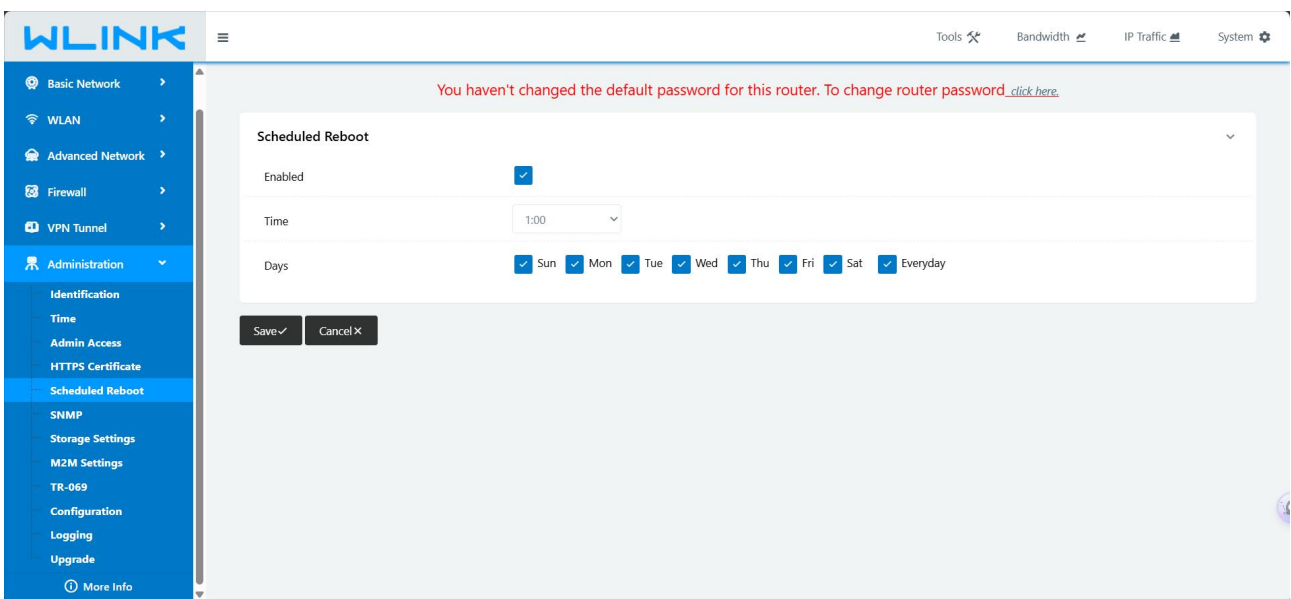 WLINK
Tools Bandwidth IP Traffic System
Basic Network
WLAN
Advanced Network
Firewall
VPN Tunnel
Administration
Identification
Time
Admin Access
HTTPS Certificate
Scheduled Reboot
SNMP
Storage Settings
M2M Settings
TR-069
Configuration
Logging
Upgrade
More Info
You haven't changed the default password for this router. To change router password click here.
Scheduled Reboot
Enabled
Time 1:00
Days Sun Mon Tue Wed Thu Fri Sat Everyday
Save Cancel